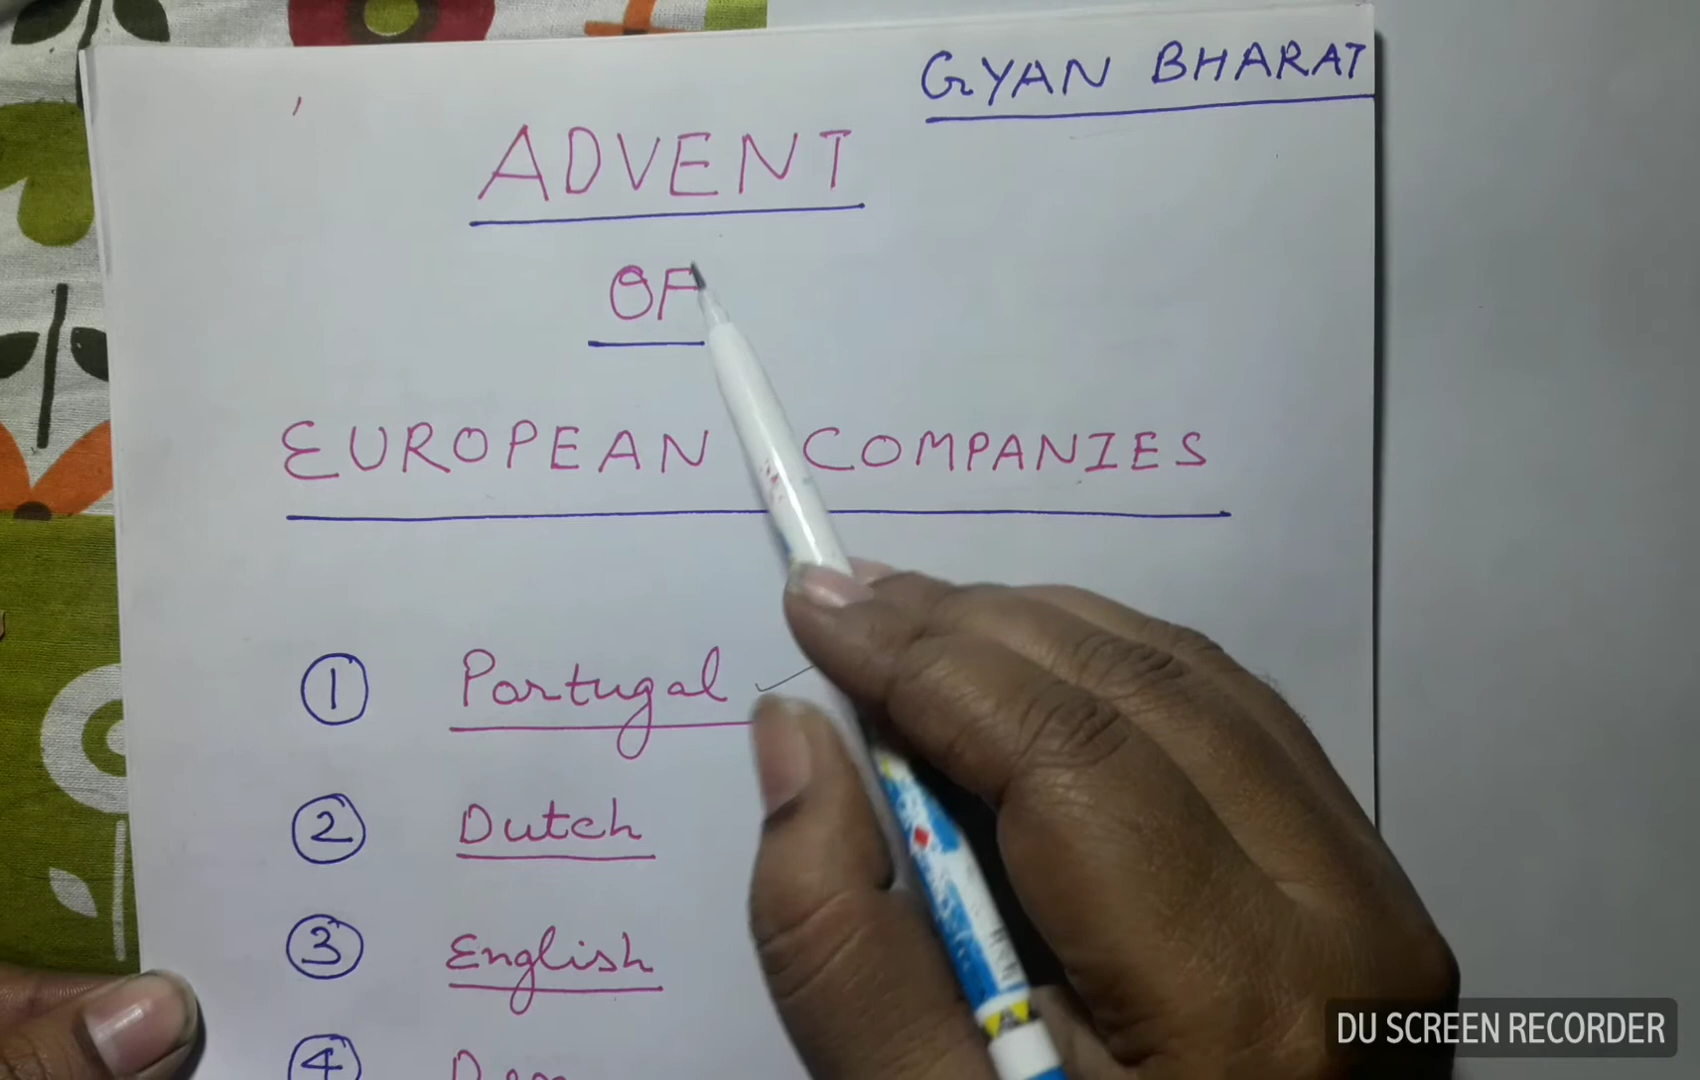 GYAN BHARAT
ADVENT
OF
EUROPEAN COMPANIES
① Portugal
② Dutch
③ English
④
DU SCREEN RECORDER